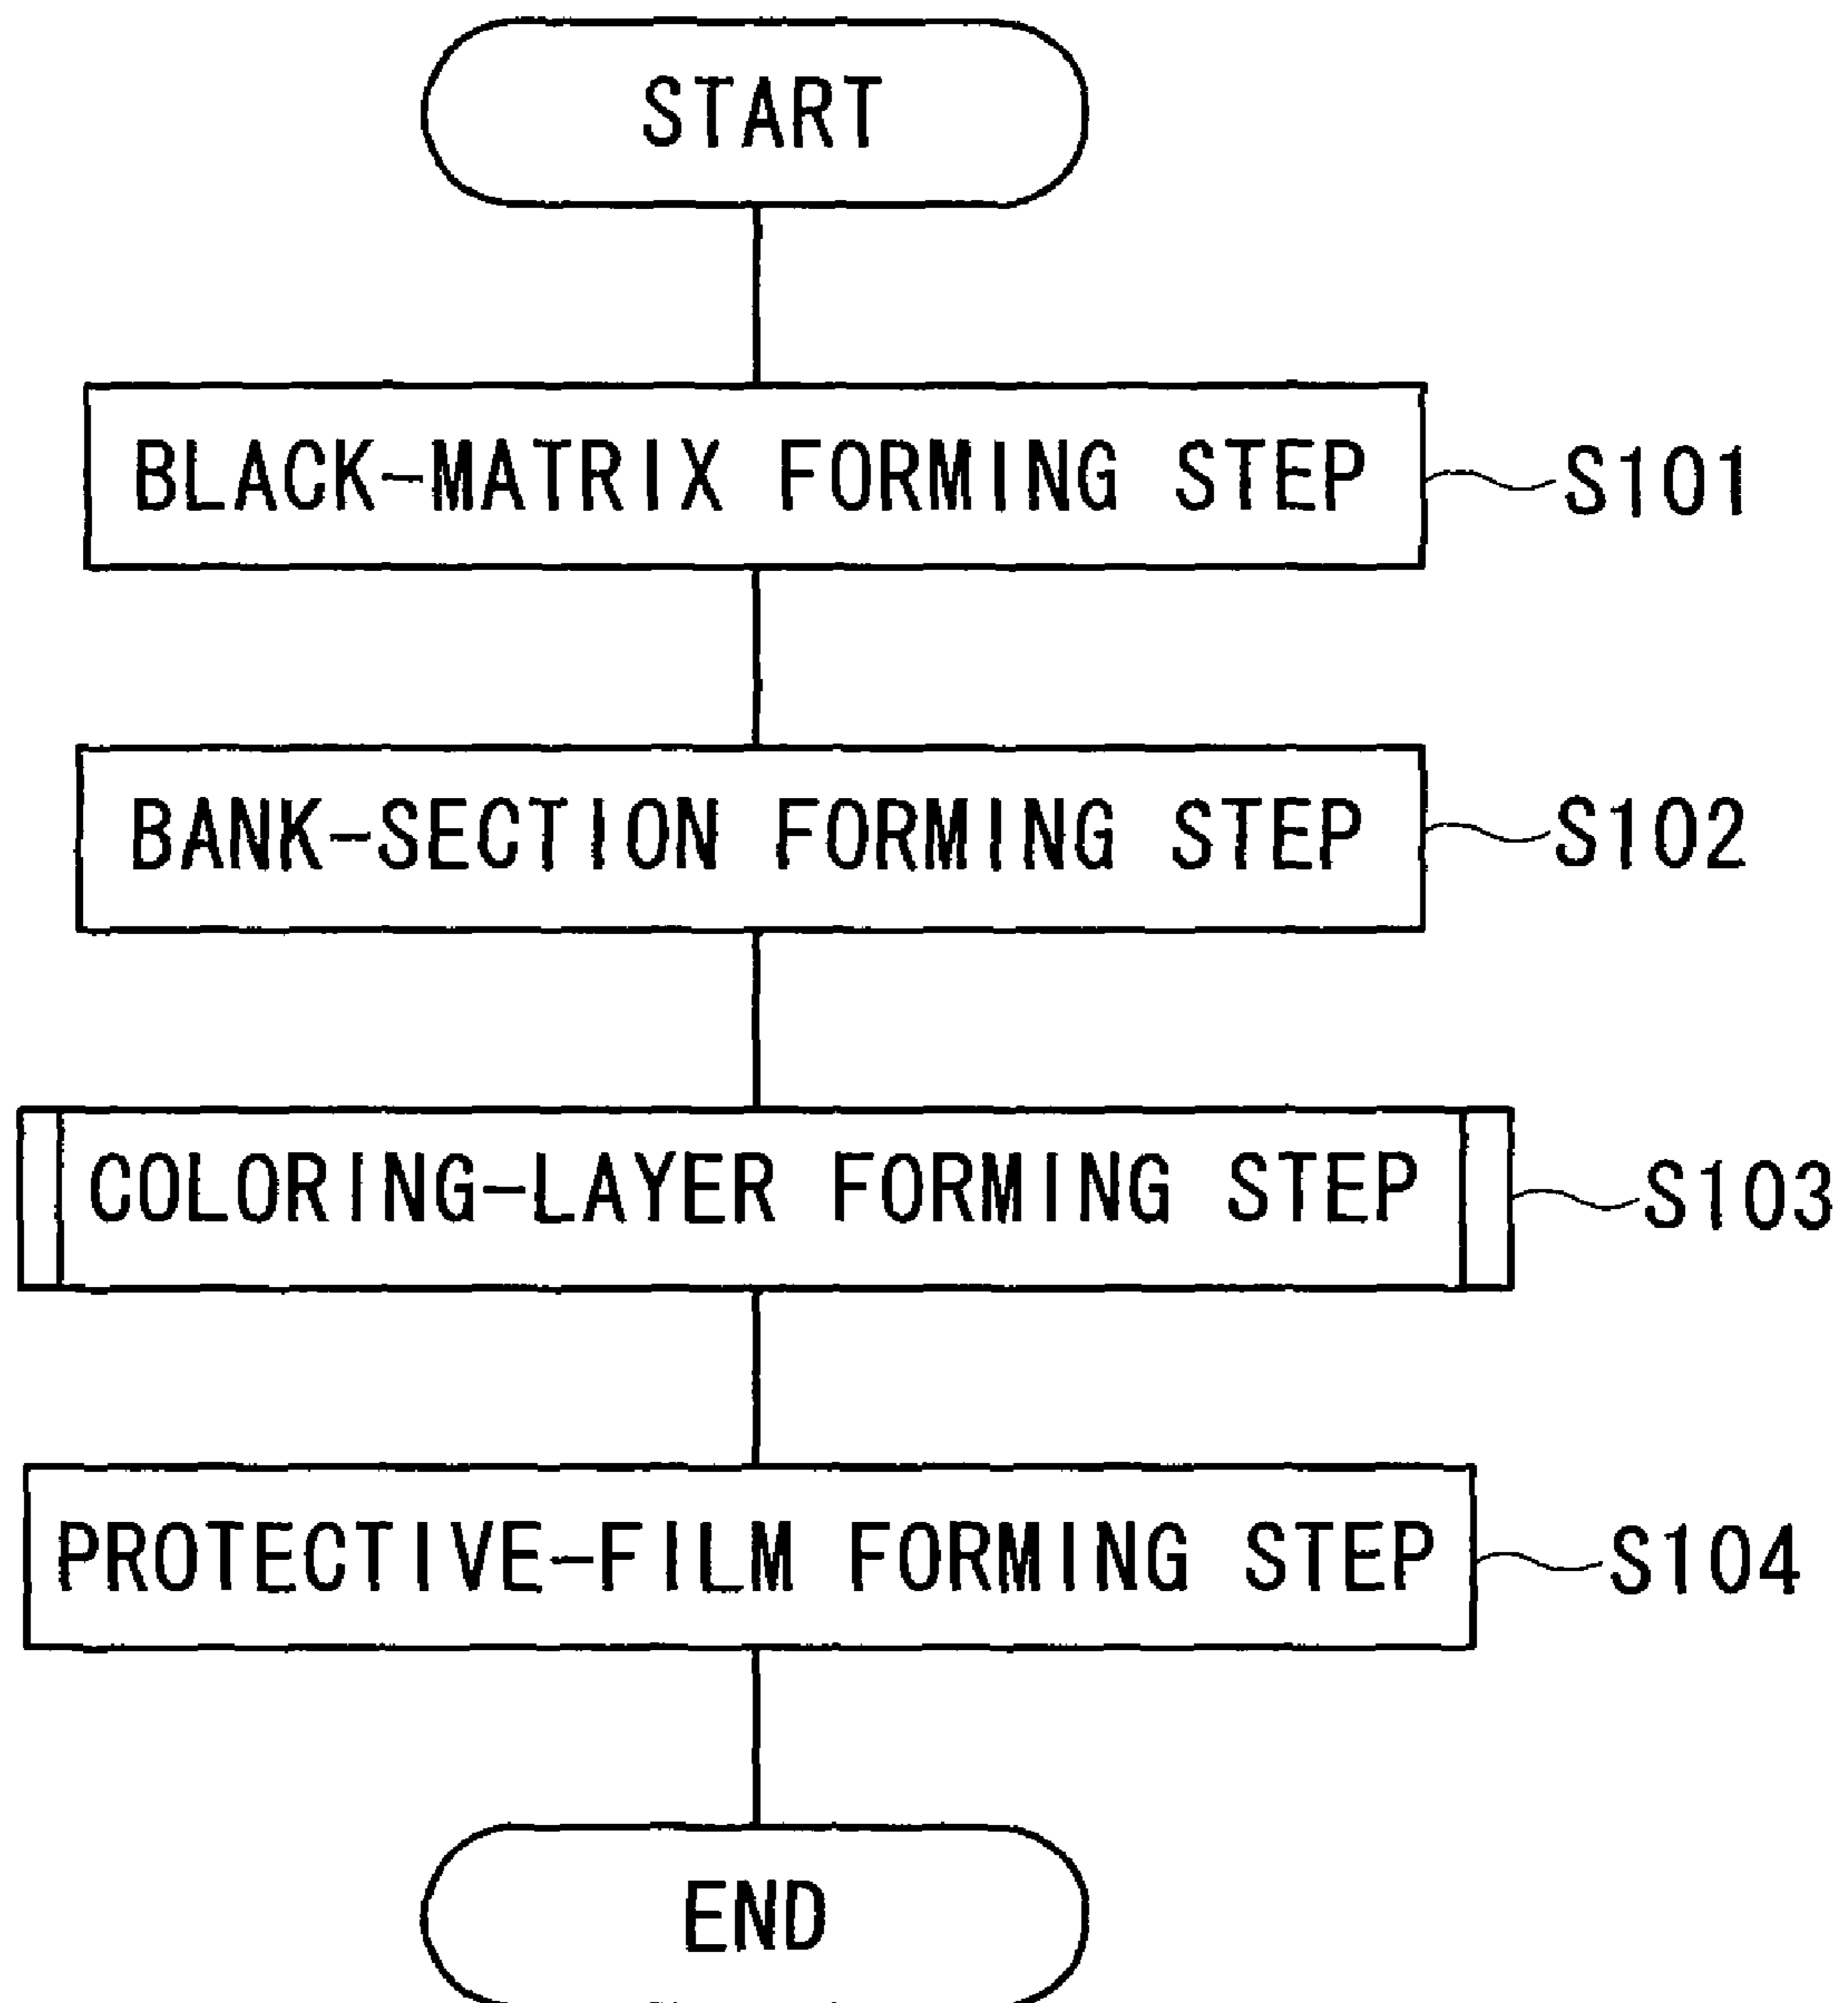 START
BLACK-MATRIX FORMING STEP S101
BANK-SECTION FORMING STEP S102
COLORING-LAYER FORMING STEP S103
PROTECTIVE-FILM FORMING STEP S104
END